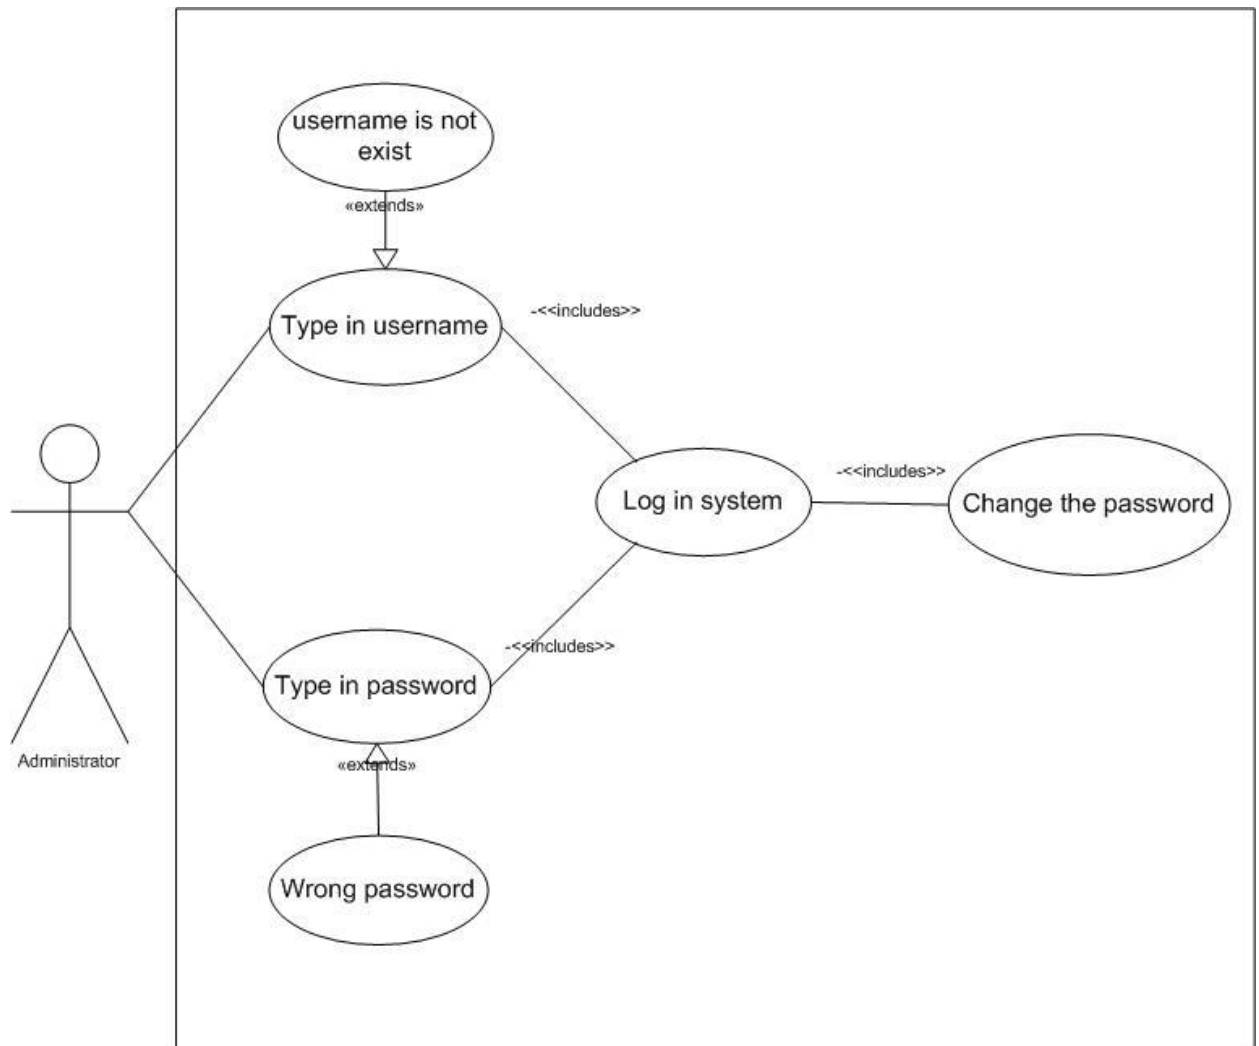 username is not
exist
«extends»
Type in username
-<<includes>>
Log in system
-<<includes>>
Change the password
-<<includes>>
Type in password
Administrator
«extends»
Wrong password